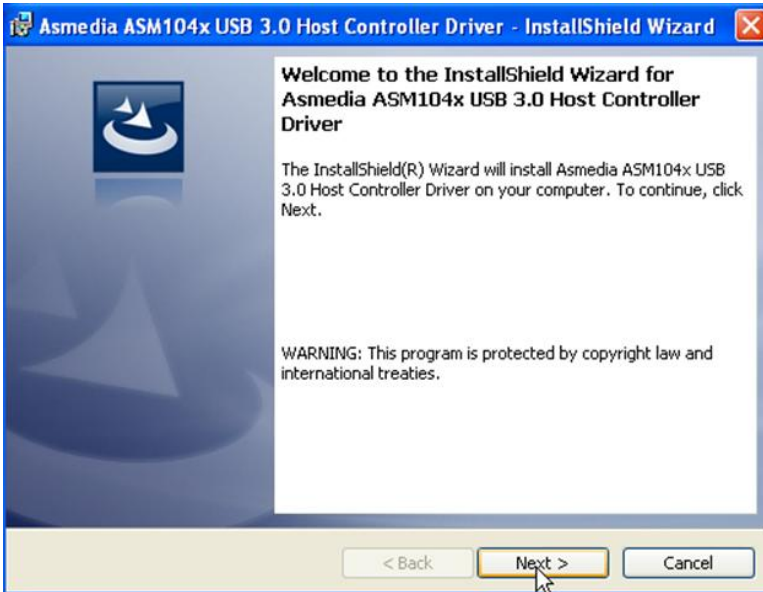 Asmedia ASM104x USB 3.0 Host Controller Driver - InstallShield Wizard
Welcome to the InstallShield Wizard for
Asmedia ASM104x USB 3.0 Host Controller
Driver
The InstallShield(R) Wizard will install Asmedia ASM104x USB
3.0 Host Controller Driver on your computer. To continue, click
Next.
WARNING: This program is protected by copyright law and
international treaties.
< Back
Next >
Cancel